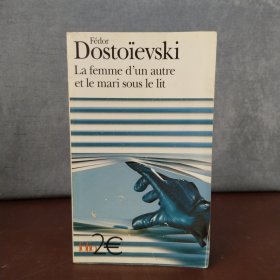 Fédor
Dostoïevski
La femme d'un autre
et le mari sous le lit
2€